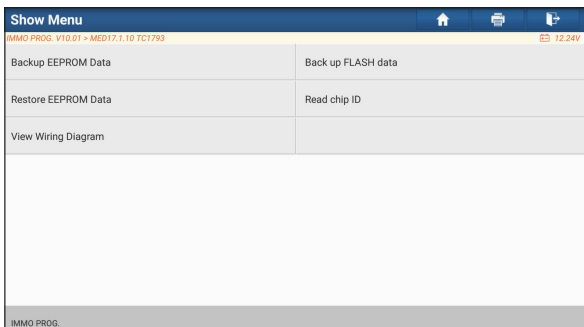 Show Menu
IMMO PROG. V10.01 > MED17.1.10 TC1793
12.24V
Backup EEPROM Data
Back up FLASH data
Restore EEPROM Data
Read chip ID
View Wiring Diagram
IMMO PROG.